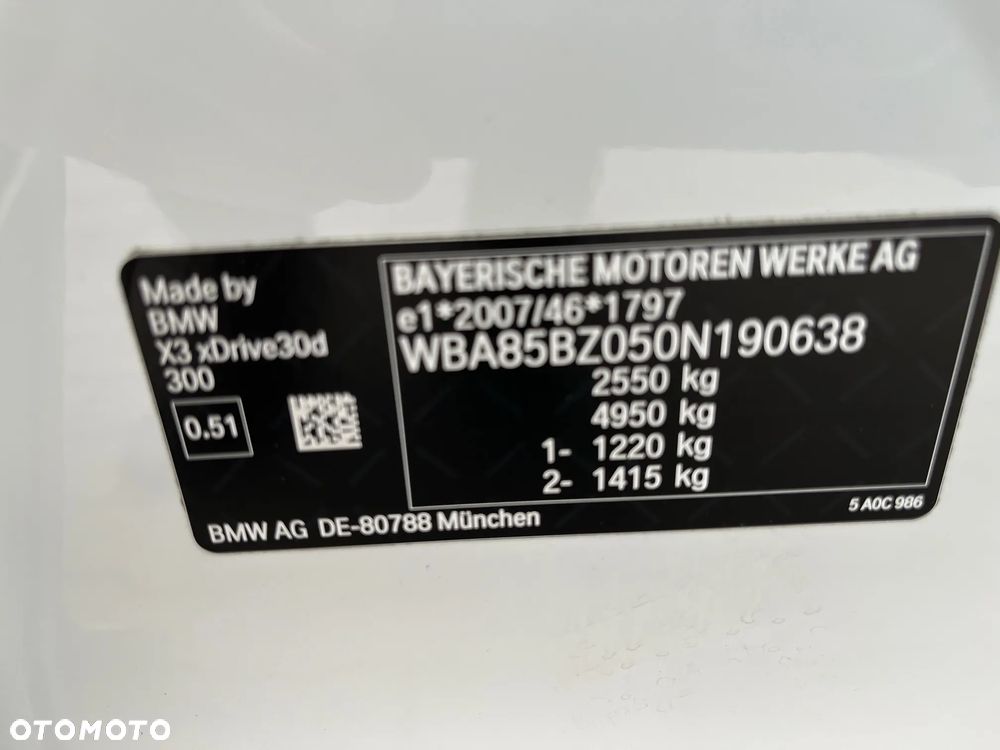 Made by
BMW
X3 xDrive30d
300
0.51
BAYERISCHE MOTOREN WERKE AG
e1*2007/46*1797
WBA85BZ050N190638
2550 kg
4950 kg
1- 1220 kg
2- 1415 kg
5 A0C 986
BMW AG DE-80788 München
OTOMOTO